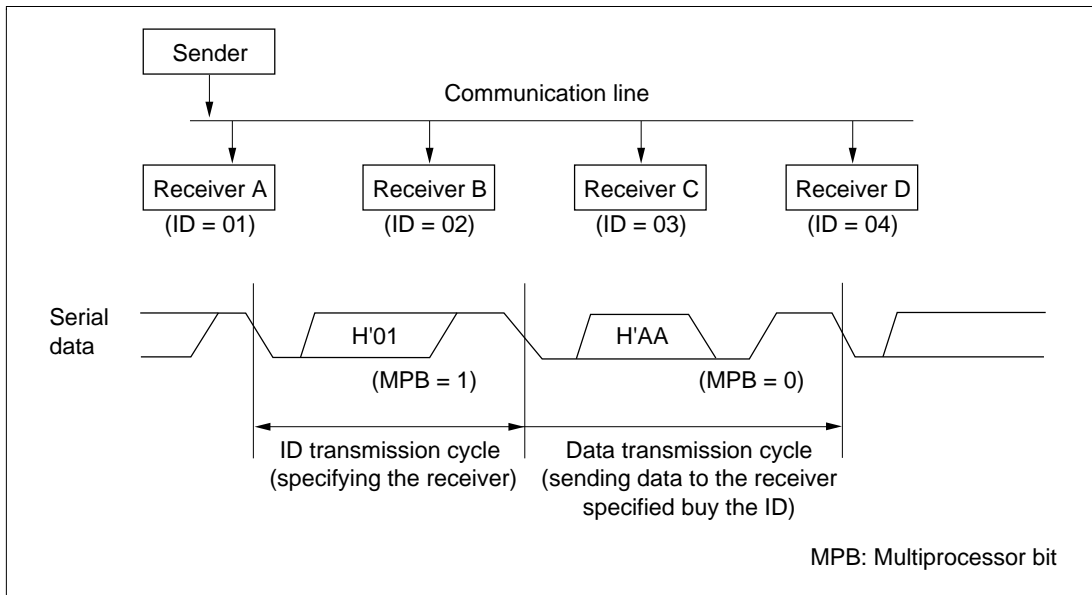 Sender
Communication line
Receiver A
(ID = 01)
Receiver B
(ID = 02)
Receiver C
(ID = 03)
Receiver D
(ID = 04)
Serial
data
H'01
H'AA
(MPB = 1)
(MPB = 0)
ID transmission cycle
(specifying the receiver)
Data transmission cycle
(sending data to the receiver
specified buy the ID)
MPB: Multiprocessor bit